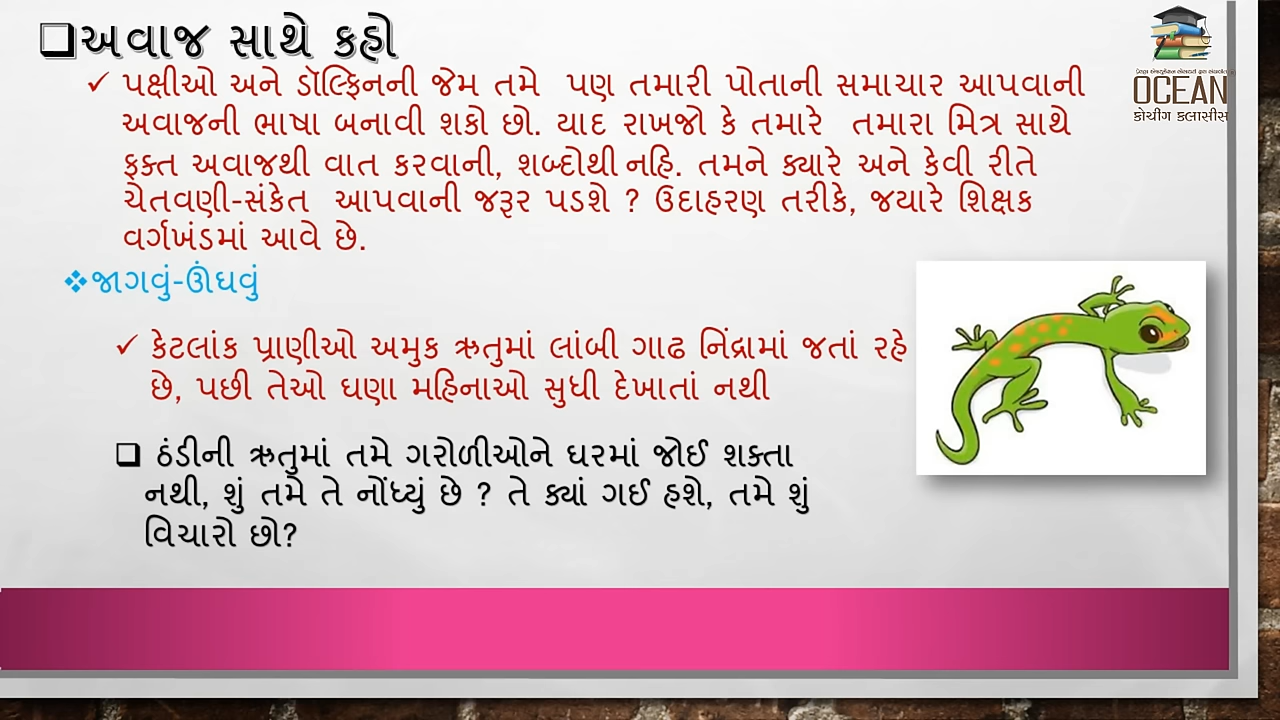 અવાજ સાથે કહો
પક્ષીઓ અને ડૉલ્ફિનની જેમ તમે પણ તમારી પોતાની સમાચાર આપવાની
અવાજની ભાષા બનાવી શકો છો. યાદ રાખજો કે તમારે તમારા મિત્ર સાથે
ફક્ત અવાજથી વાત કરવાની, શબ્દોથી નહિ. તમને ક્યારે અને કેવી રીતે
ચેતવણી-સંકેત આપવાની જરૂર પડશે ? ઉદાહરણ તરીકે, જયારે શિક્ષક
વર્ગખંડમાં આવે છે.
જાગવું-ઊંઘવું
કેટલાંક પ્રાણીઓ અમુક ઋતુમાં લાંબી ગાઢ નિંદ્રામાં જતાં રહે
છે, પછી તેઓ ઘણા મહિનાઓ સુધી દેખાતાં નથી
ઠંડીની ઋતુમાં તમે ગરોળીઓને ઘરમાં જોઈ શક્તા
નથી, શું તમે તે નોંધ્યું છે ? તે ક્યાં ગઈ હશે, તમે શું
વિચારો છો?
OCEAN
કોચીંગ કલાસીસ